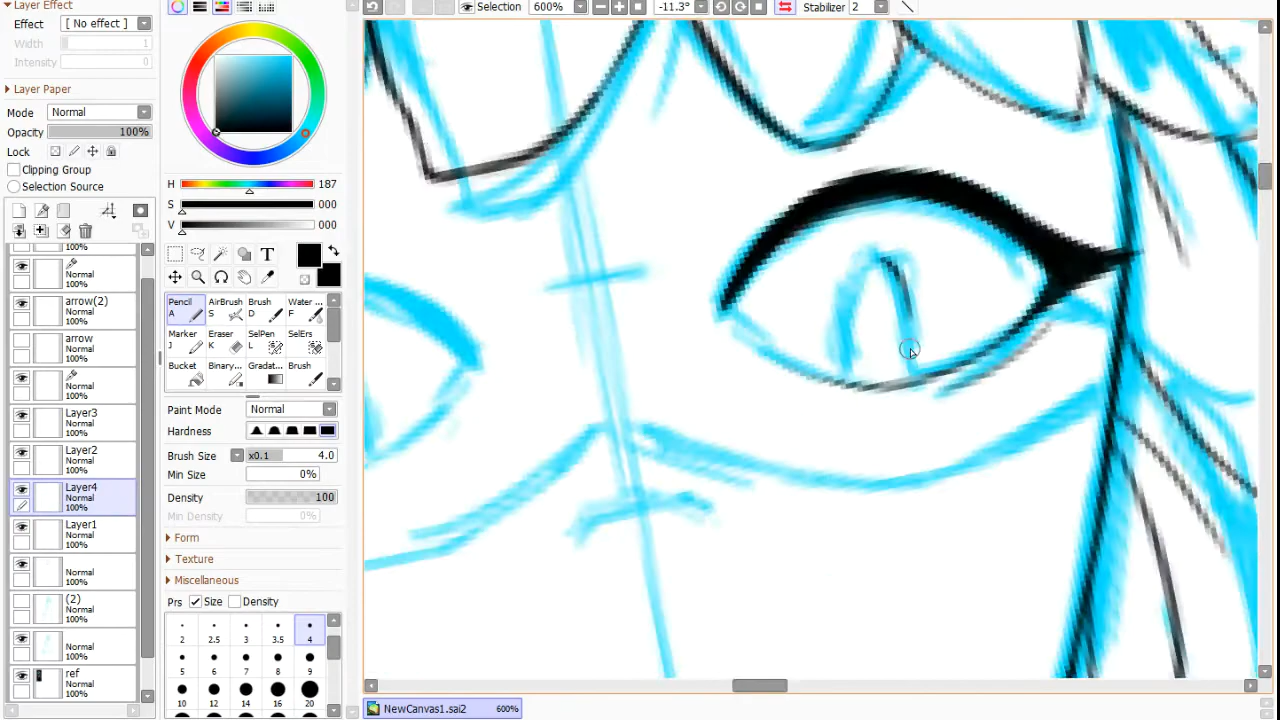 Layer Effect
Effect [ No effect ]
Width 1
Intensity 0
Layer Paper
Mode Normal
Opacity 100%
Lock
Clipping Group
Selection Source
Normal
100%
Normal
100%
arrow(2)
Normal
100%
arrow
Normal
100%
Normal
100%
Layer3
Normal
100%
Layer2
Normal
100%
Layer4
Normal
100%
Layer1
Normal
100%
Normal
100%
(2)
Normal
100%
Normal
100%
ref
Normal
100%
H 187
S 000
V 000
T
Pencil AirBrush Brush Water ...
A S D F
Marker Eraser SelPen SelErs
J K L
Bucket Binary... Gradat... Brush
Paint Mode Normal
Hardness
Brush Size x0.1 4.0
Min Size 0%
Density 100
Min Density 0%
Form
Texture
Miscellaneous
Prs Size Density
2 2.5 3 3.5 4
5 6 7 8 9
10 12 14 16 20
Selection 600% -11.3° Stabilizer 2
NewCanvas1.sai2 600%